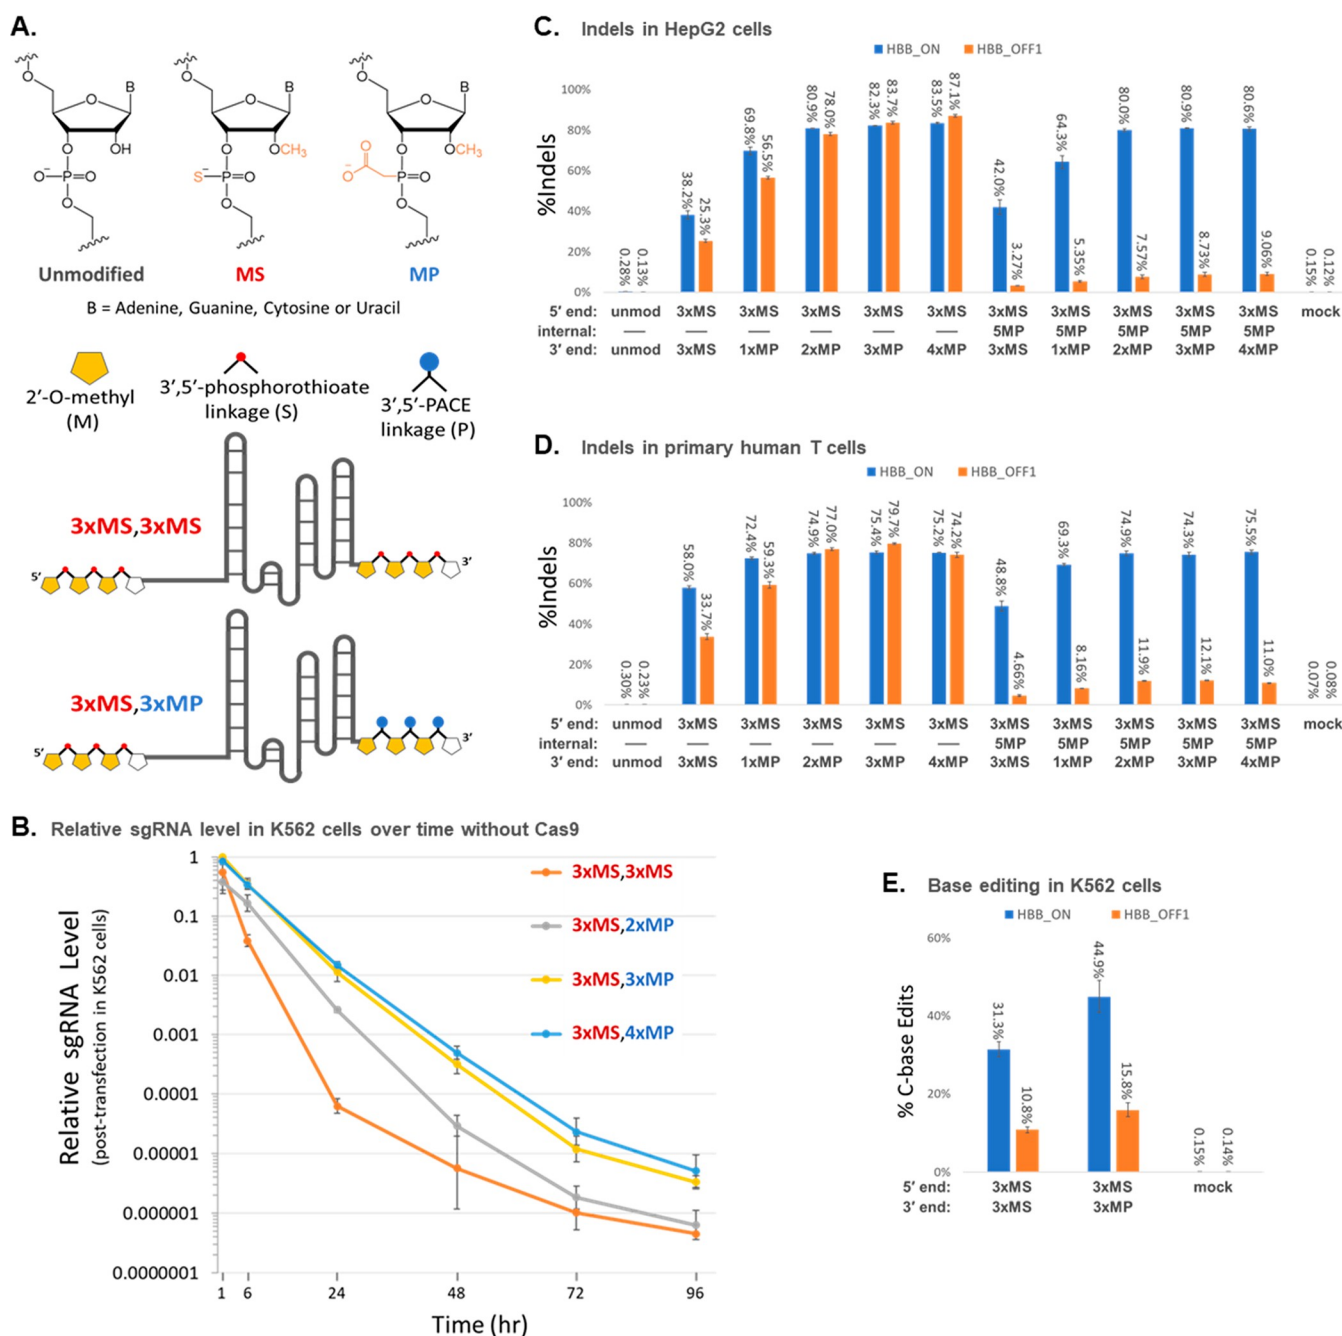 A.
O
B
O
O
OH
O⁻
P
O
O
Unmodified
O
B
O
O
OCH3
S⁻
P
O
O
MS
O
B
O
O
OCH3
O
⁻O
P
O
O
MP
B = Adenine, Guanine, Cytosine or Uracil
2′-O-methyl
(M)
3′,5′-phosphorothioate
linkage (S)
3′,5′-PACE
linkage (P)
3xMS,3xMS
5′
3′
3xMS,3xMP
5′
3′
B. Relative sgRNA level in K562 cells over time without Cas9
Relative sgRNA Level
(post-transfection in K562 cells)
1
0.1
0.01
0.001
0.0001
0.00001
0.000001
0.0000001
3xMS,3xMS
3xMS,2xMP
3xMS,3xMP
3xMS,4xMP
1 6 24 48 72 96
Time (hr)
C. Indels in HepG2 cells
HBB_ON HBB_OFF1
%Indels
100%
80%
60%
40%
20%
0%
0.28% 0.13% 38.2% 25.3% 69.8% 56.5% 80.9% 78.0% 82.3% 83.7% 83.5% 87.1% 42.0% 3.27% 64.3% 5.35% 80.0% 7.57% 80.9% 8.73% 80.6% 9.06% 0.15% 0.12%
5′ end: unmod 3xMS 3xMS 3xMS 3xMS 3xMS 3xMS 3xMS 3xMS 3xMS 3xMS mock
internal: — — — — — — 5MP 5MP 5MP 5MP 5MP
3′ end: unmod 3xMS 1xMP 2xMP 3xMP 4xMP 3xMS 1xMP 2xMP 3xMP 4xMP
D. Indels in primary human T cells
HBB_ON HBB_OFF1
%Indels
100%
80%
60%
40%
20%
0%
0.30% 0.23% 58.0% 33.7% 72.4% 59.3% 74.9% 77.0% 75.4% 79.7% 75.2% 74.2% 48.8% 4.66% 69.3% 8.16% 74.9% 11.9% 74.3% 12.1% 75.5% 11.0% 0.07% 0.08%
5′ end: unmod 3xMS 3xMS 3xMS 3xMS 3xMS 3xMS 3xMS 3xMS 3xMS 3xMS mock
internal: — — — — — — 5MP 5MP 5MP 5MP 5MP
3′ end: unmod 3xMS 1xMP 2xMP 3xMP 4xMP 3xMS 1xMP 2xMP 3xMP 4xMP
E. Base editing in K562 cells
HBB_ON HBB_OFF1
% C-base Edits
60%
40%
20%
0%
31.3% 10.8% 44.9% 15.8% 0.15% 0.14%
5′ end: 3xMS 3xMS mock
3′ end: 3xMS 3xMP